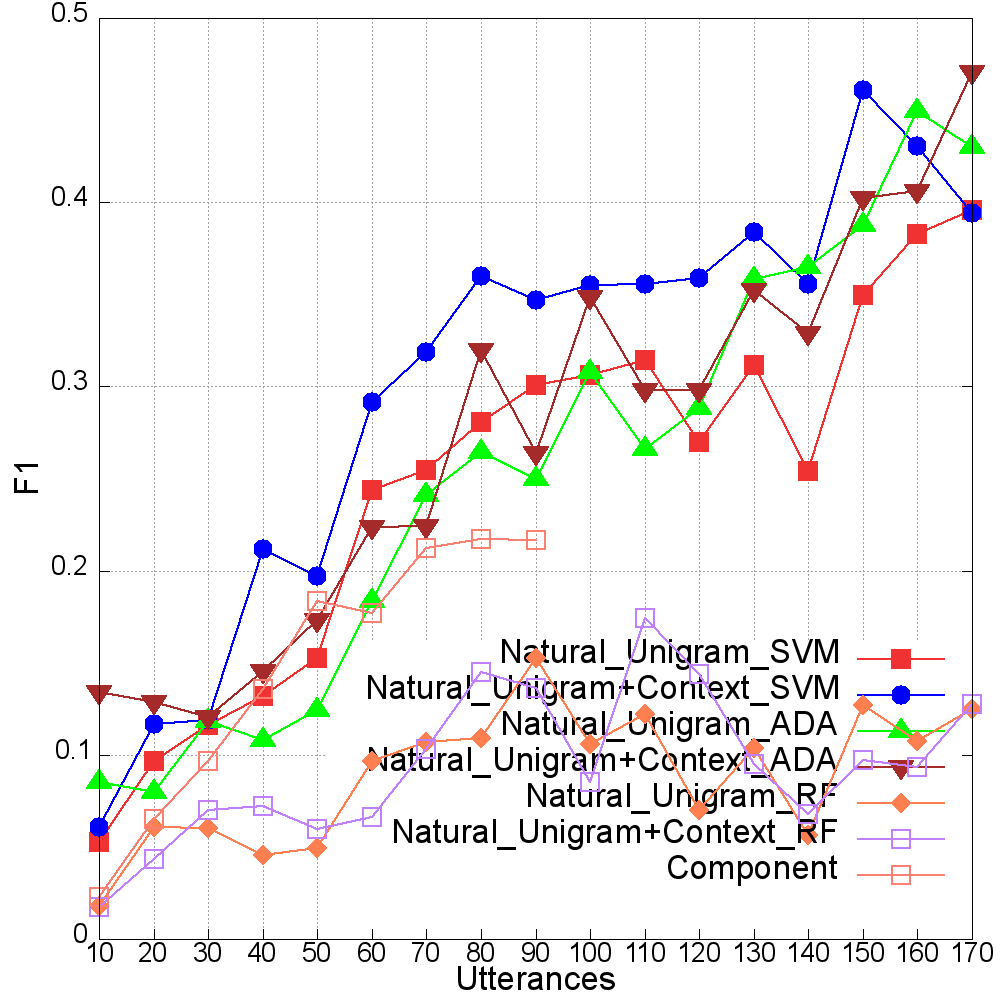 0.5
0.4
0.3
0.2
0.1
0
F1
Natural_Unigram_SVM
Natural_Unigram+Context_SVM
Natural_Unigram_ADA
Natural_Unigram+Context_ADA
Natural_Unigram_RF
Natural_Unigram+Context_RF
Component
10 20 30 40 50 60 70 80 90 100 110 120 130 140 150 160 170
Utterances